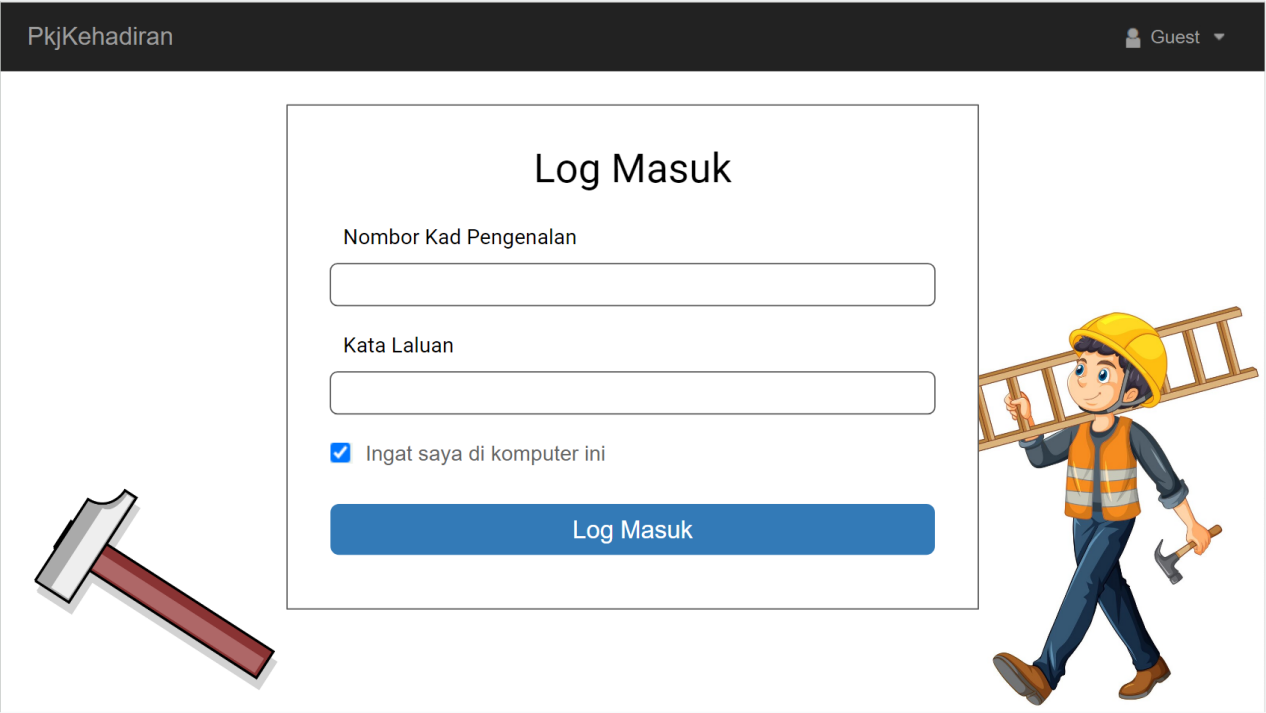 PkjKehadiran
Guest
Log Masuk
Nombor Kad Pengenalan
Kata Laluan
Ingat saya di komputer ini
Log Masuk